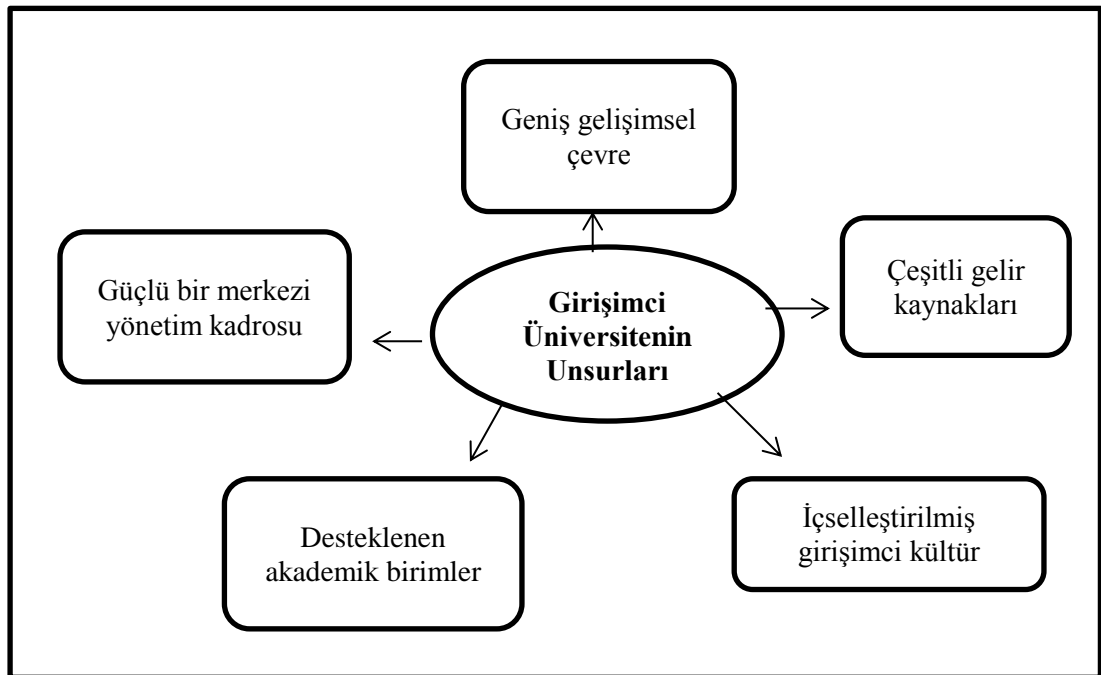 Geniş gelişimsel
çevre
Güçlü bir merkezi
yönetim kadrosu
Girişimci
Üniversitenin
Unsurları
Çeşitli gelir
kaynakları
Desteklenen
akademik birimler
İçselleştirilmiş
girişimci kültür